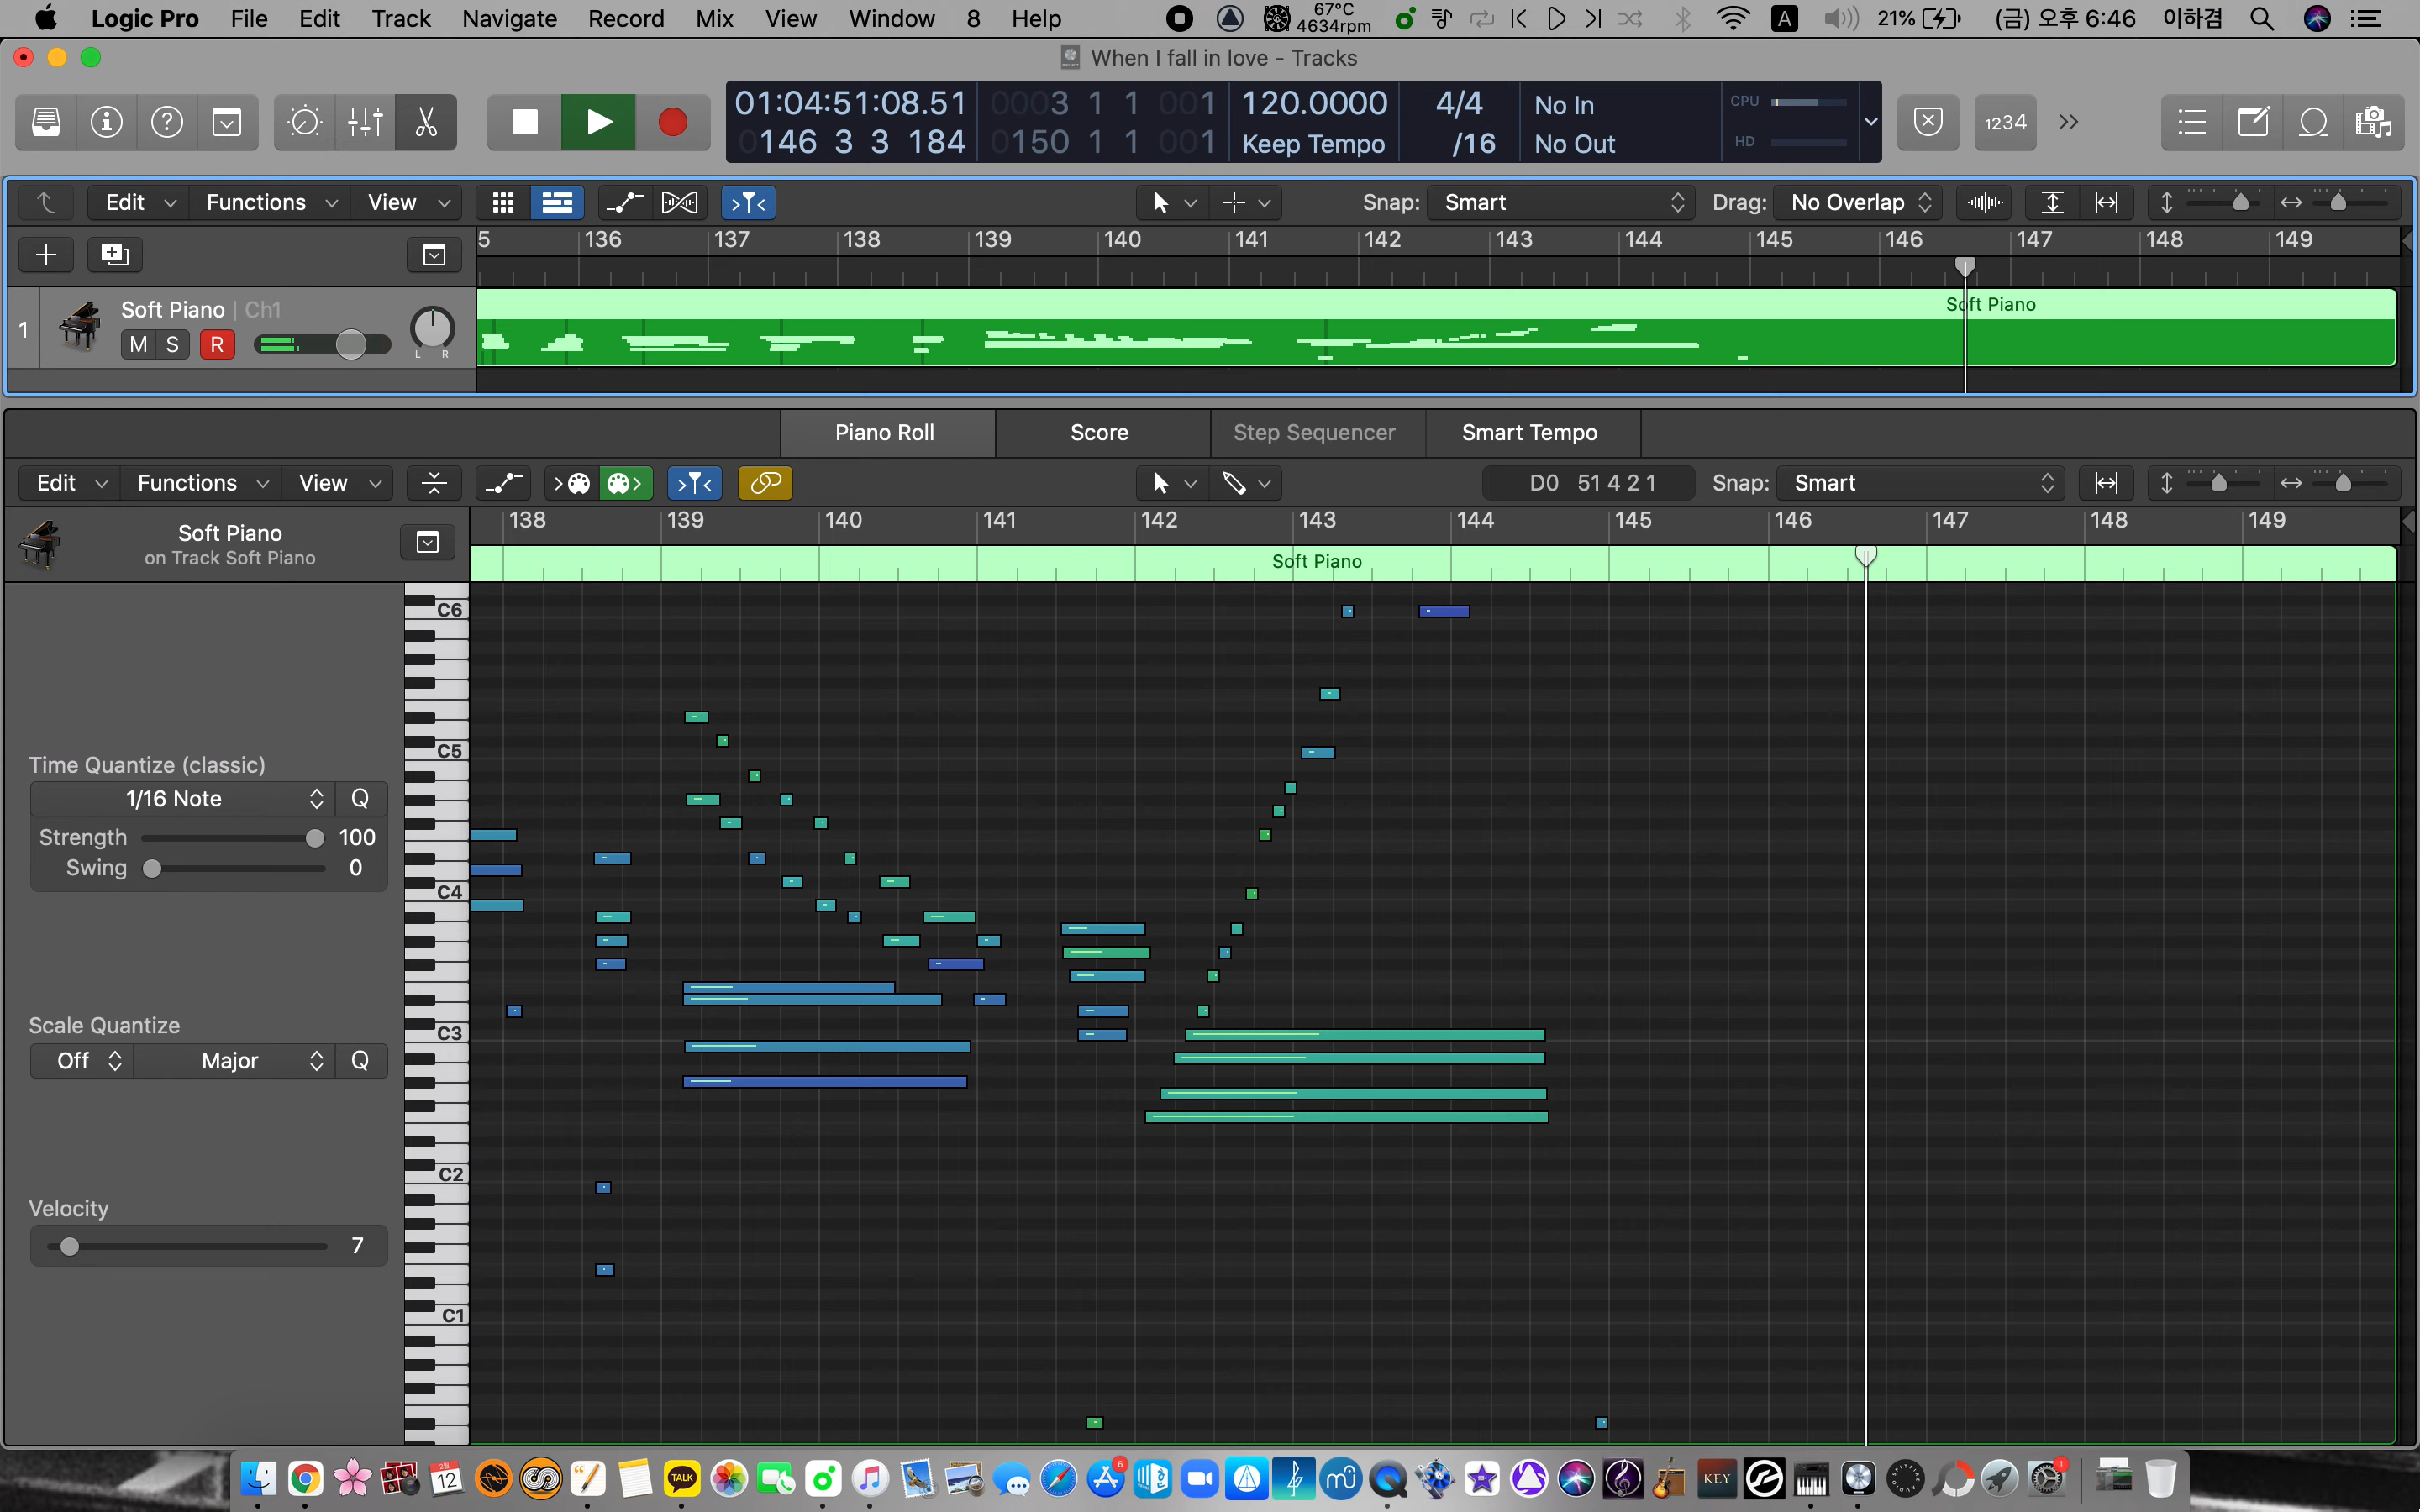 Logic Pro File Edit Track Navigate Record Mix View Window 8 Help 67°C 4634rpm A 21% (금) 오후 6:46 이하겸
When I fall in love - Tracks
01:04:51:08.51 0003 1 1 001 120.0000 4/4 No In CPU
0146 3 3 184 0150 1 1 001 Keep Tempo /16 No Out HD
1234
Edit Functions View Snap: Smart Drag: No Overlap
5 136 137 138 139 140 141 142 143 144 145 146 147 148 149
1 Soft Piano | Ch1
M S R L R
Soft Piano
Piano Roll Score Step Sequencer Smart Tempo
Edit Functions View D0 51 4 2 1 Snap: Smart
138 139 140 141 142 143 144 145 146 147 148 149
Soft Piano
on Track Soft Piano
Soft Piano
C6
C5
Time Quantize (classic)
1/16 Note Q
Strength 100
Swing 0
C4
Scale Quantize
C3
Off Major Q
C2
Velocity
7
C1
12 TALK 6 KEY 1